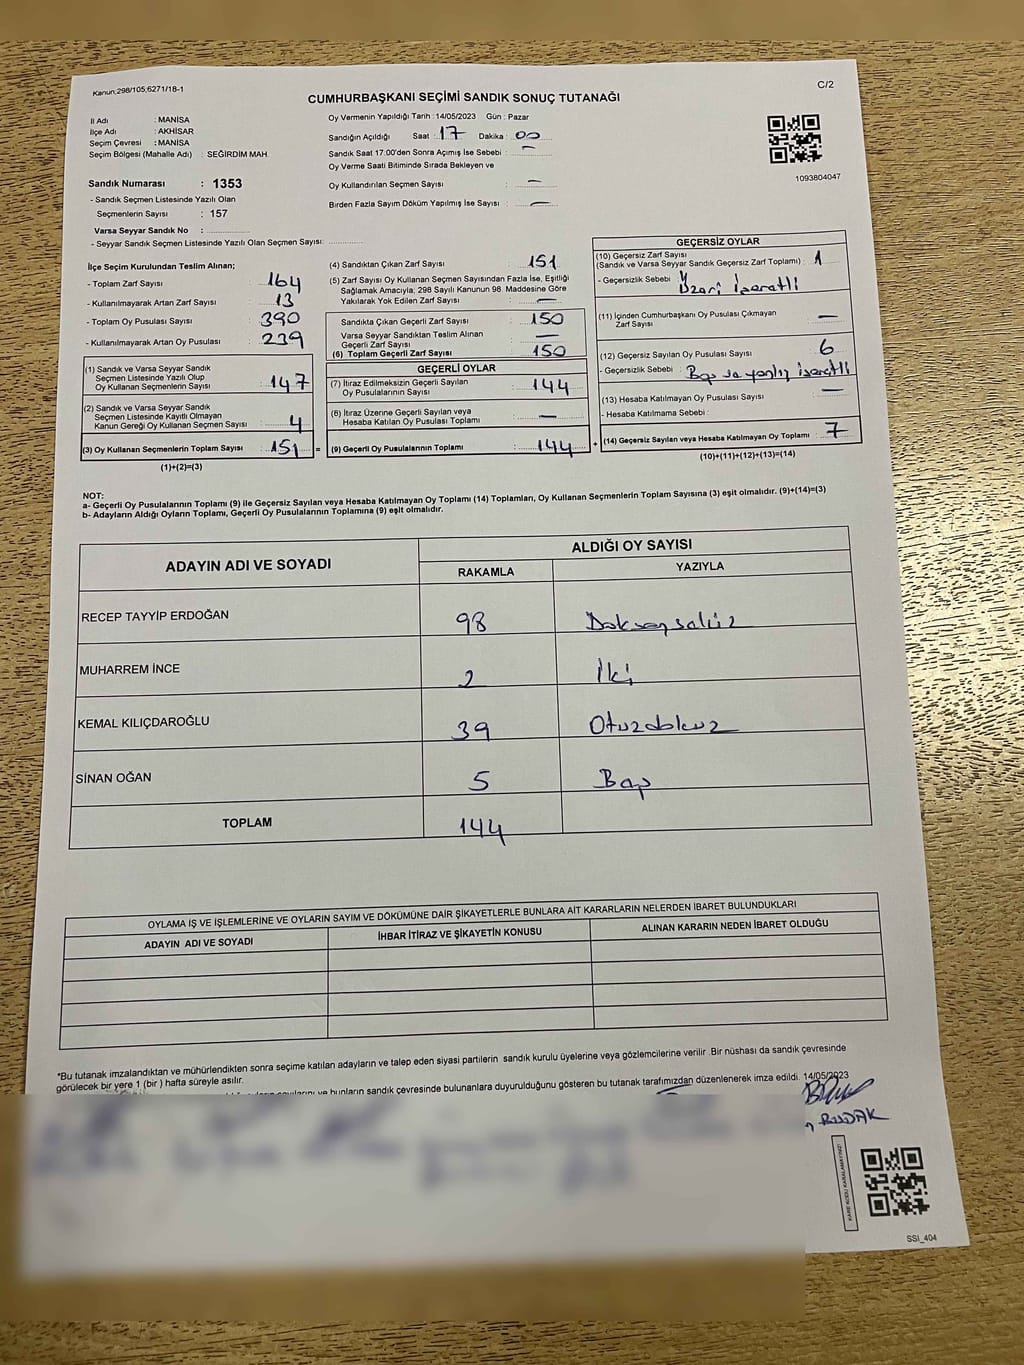 Kanun;298/105;6271/18-1
C/2
CUMHURBAŞKANI SEÇİMİ SANDIK SONUÇ TUTANAĞI
İl Adı : MANİSA
İlçe Adı : AKHİSAR
Seçim Çevresi : MANİSA
Seçim Bölgesi (Mahalle Adı) : SEĞİRDİM MAH.
Oy Vermenin Yapıldığı Tarih : 14/05/2023 Gün : Pazar
Sandığın Açıldığı Saat : 17 Dakika : 00
Sandık Saat 17:00'den Sonra Açımış İse Sebebi : —
Oy Verme Saati Bitiminde Sırada Bekleyen ve
Oy Kullandırılan Seçmen Sayısı : —
Birden Fazla Sayım Döküm Yapılmış İse Sayısı : —
1093804047
Sandık Numarası : 1353
- Sandık Seçmen Listesinde Yazılı Olan
Seçmenlerin Sayısı : 157
Varsa Seyyar Sandık No :
- Seyyar Sandık Seçmen Listesinde Yazılı Olan Seçmen Sayısı:
İlçe Seçim Kurulundan Teslim Alınan;
- Toplam Zarf Sayısı : 164
- Kullanılmayarak Artan Zarf Sayısı : 13
- Toplam Oy Pusulası Sayısı : 390
- Kullanılmayarak Artan Oy Pusulası : 239
(1) Sandık ve Varsa Seyyar Sandık
Seçmen Listesinde Yazılı Olup
Oy Kullanan Seçmenlerin Sayısı : 147
(2) Sandık ve Varsa Seyyar Sandık
Seçmen Listesinde Kayıtlı Olmayan
Kanun Gereği Oy Kullanan Seçmen Sayısı : 4
(3) Oy Kullanan Seçmenlerin Toplam Sayısı : 151
(1)+(2)=(3)
(4) Sandıktan Çıkan Zarf Sayısı : 151
(5) Zarf Sayısı Oy Kullanan Seçmen Sayısından Fazla İse, Eşitliği
Sağlamak Amacıyla, 298 Sayılı Kanunun 98. Maddesine Göre
Yakılarak Yok Edilen Zarf Sayısı : —
Sandıkta Çıkan Geçerli Zarf Sayısı : 150
Varsa Seyyar Sandıktan Teslim Alınan
Geçerli Zarf Sayısı : —
(6) Toplam Geçerli Zarf Sayısı : 150
GEÇERLİ OYLAR
(7) İtiraz Edilmeksizin Geçerli Sayılan
Oy Pusulasının Sayısı : 144
(8) İtiraz Üzerine Geçerli Sayılan veya
Hesaba Katılan Oy Pusulası Toplamı : —
= (9) Geçerli Oy Pusulalarının Toplamı : 144 +
GEÇERSİZ OYLAR
(10) Geçersiz Zarf Sayısı
(Sandık ve Varsa Seyyar Sandık Geçersiz Zarf Toplamı) : 1
- Geçersizlik Sebebi : Üzeri İşaretli
(11) İçinden Cumhurbaşkanı Oy Pusulası Çıkmayan
Zarf Sayısı : —
(12) Geçersiz Sayılan Oy Pusulası Sayısı : 6
- Geçersizlik Sebebi : Boş ve yanlış işaretli
(13) Hesaba Katılmayan Oy Pusulası Sayısı : —
- Hesaba Katılmama Sebebi :
(14) Geçersiz Sayılan veya Hesaba Katılmayan Oy Toplamı : 7
(10)+(11)+(12)+(13)=(14)
NOT:
a- Geçerli Oy Pusulalarının Toplamı (9) ile Geçersiz Sayılan veya Hesaba Katılmayan Oy Toplamı (14) Toplamları, Oy Kullanan Seçmenlerin Toplam Sayısına (3) eşit olmalıdır. (9)+(14)=(3)
b- Adayların Aldığı Oyların Toplamı, Geçerli Oy Pusulalarının Toplamına (9) eşit olmalıdır.
ADAYIN ADI VE SOYADI
ALDIĞI OY SAYISI
RAKAMLA YAZIYLA
RECEP TAYYİP ERDOĞAN 98 Doksansekiz
MUHARREM İNCE 2 İki
KEMAL KILIÇDAROĞLU 39 Otuzdokuz
SİNAN OĞAN 5 Beş
TOPLAM 144
OYLAMA İŞ VE İŞLEMLERİNE VE OYLARIN SAYIM VE DÖKÜMÜNE DAİR ŞİKAYETLERLE BUNLARA AİT KARARLARIN NELERDEN İBARET BULUNDUKLARI
ADAYIN ADI VE SOYADI İHBAR İTİRAZ VE ŞİKAYETİN KONUSU ALINAN KARARIN NEDEN İBARET OLDUĞU
*Bu tutanak imzalandıktan ve mühürlendikten sonra seçime katılan adayların ve talep eden siyasi partilerin sandık kurulu üyelerine veya gözlemcilerine verilir. Bir nüshası da sandık çevresinde
görülecek bir yere 1 (bir ) hafta süreyle asılır.
ve bunların sandık çevresinde bulunanlara duyurulduğunu gösteren bu tutanak tarafımızdan düzenlenerek imza edildi. 14/05/2023
BUDAK
KARE KODU KARALAMAYINIZ!
SSİ_404